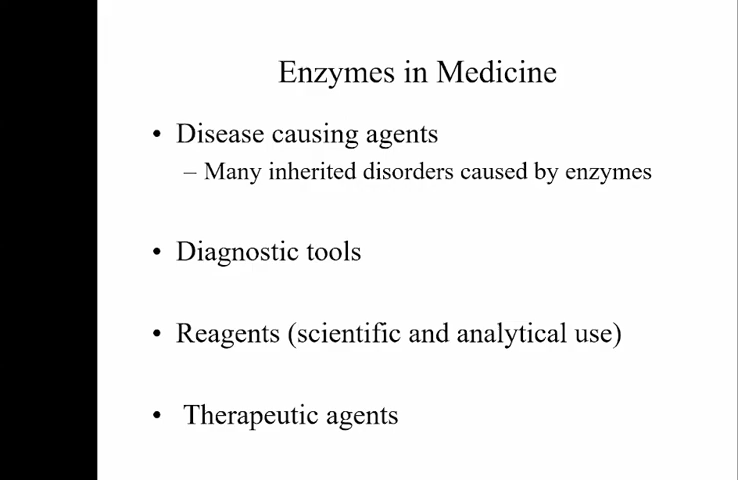 Enzymes in Medicine
• Disease causing agents
– Many inherited disorders caused by enzymes
• Diagnostic tools
• Reagents (scientific and analytical use)
• Therapeutic agents